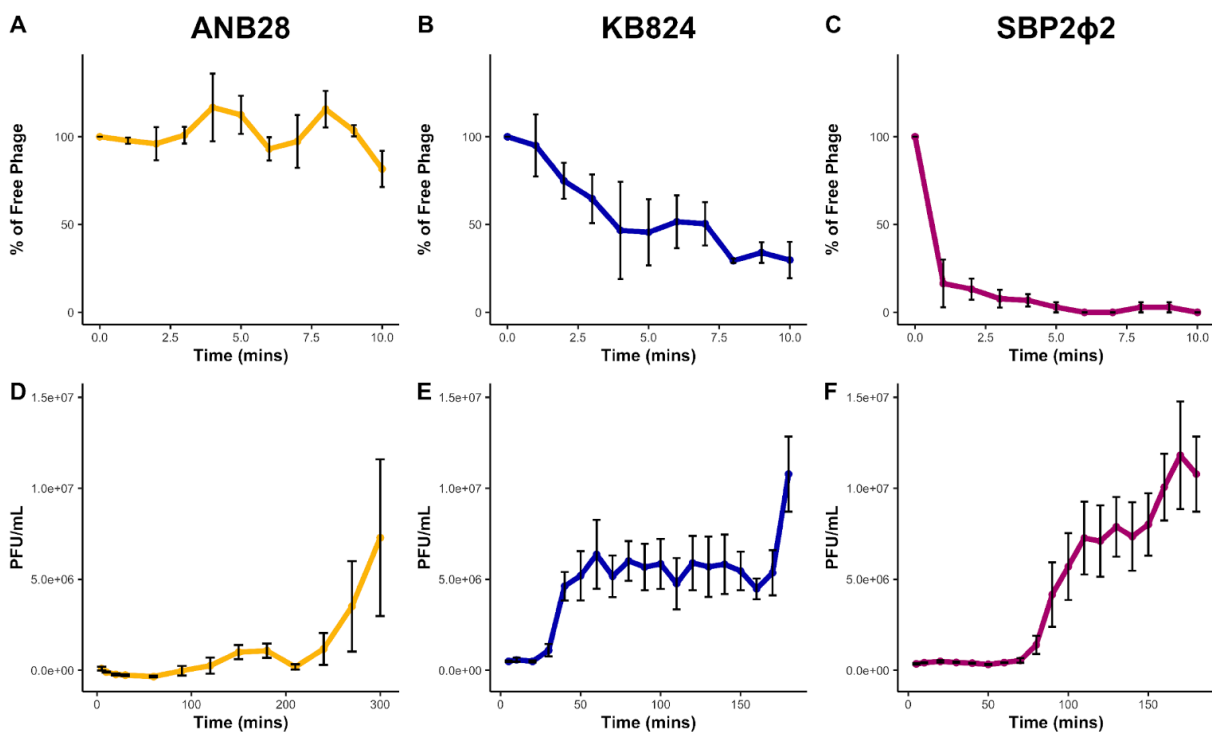 A ANB28 B KB824 C SBP2ϕ2
% of Free Phage
100
50
0
0.0 2.5 5.0 7.5 10.0
Time (mins)
% of Free Phage
100
50
0
0.0 2.5 5.0 7.5 10.0
Time (mins)
% of Free Phage
100
50
0
0.0 2.5 5.0 7.5 10.0
Time (mins)
D
PFU/mL
1.5e+07
1.0e+07
5.0e+06
0.0e+00
0 100 200 300
Time (mins)
E
PFU/mL
1.5e+07
1.0e+07
5.0e+06
0.0e+00
0 50 100 150
Time (mins)
F
PFU/mL
1.5e+07
1.0e+07
5.0e+06
0.0e+00
0 50 100 150
Time (mins)